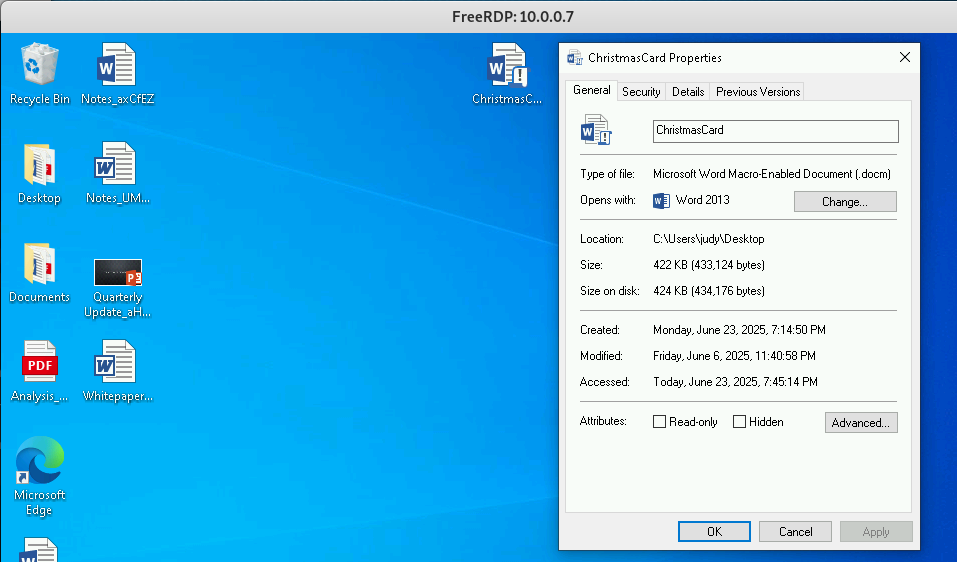 FreeRDP: 10.0.0.7
Recycle Bin
Notes_axCfEZ
ChristmasC...
Desktop
Notes_UM...
Documents
Quarterly
Update_aH...
PDF
Analysis_...
Whitepaper...
Microsoft
Edge
ChristmasCard Properties
General
Security
Details
Previous Versions
ChristmasCard
Type of file: Microsoft Word Macro-Enabled Document (.docm)
Opens with: Word 2013
Change...
Location: C:\Users\judy\Desktop
Size: 422 KB (433,124 bytes)
Size on disk: 424 KB (434,176 bytes)
Created: Monday, June 23, 2025, 7:14:50 PM
Modified: Friday, June 6, 2025, 11:40:58 PM
Accessed: Today, June 23, 2025, 7:45:14 PM
Attributes: Read-only Hidden Advanced...
OK Cancel Apply